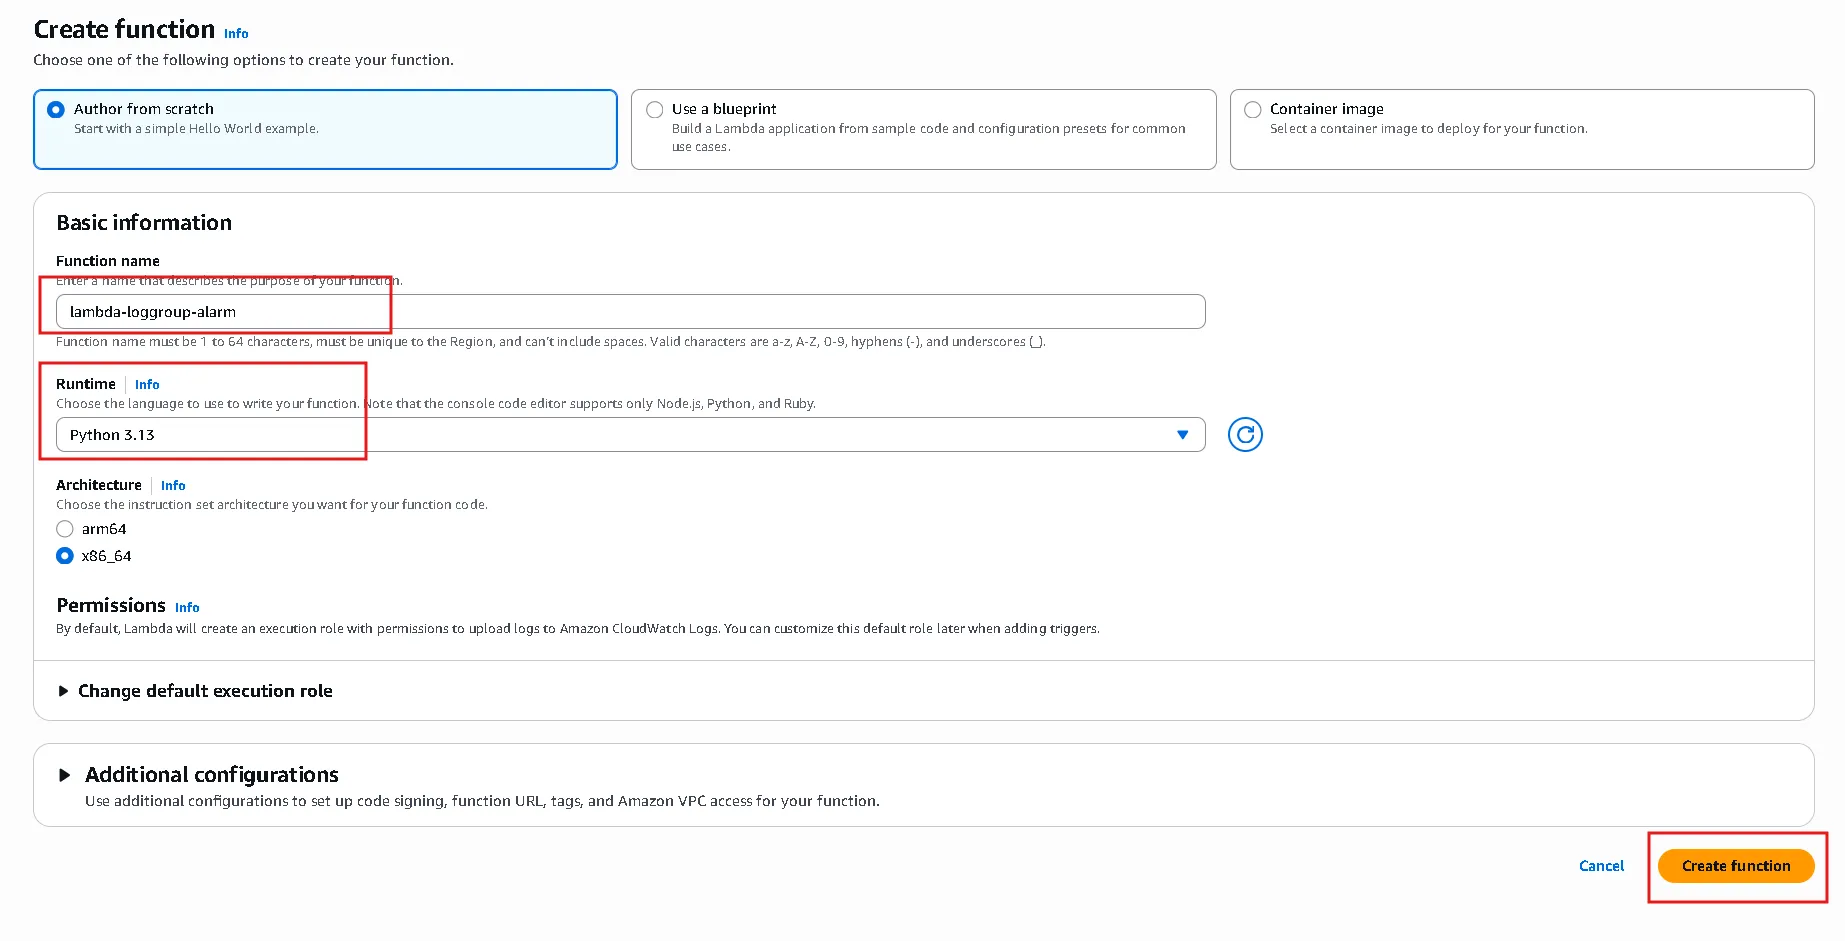 Create function Info
Choose one of the following options to create your function.
Author from scratch
Start with a simple Hello World example.
Use a blueprint
Build a Lambda application from sample code and configuration presets for common
use cases.
Container image
Select a container image to deploy for your function.
Basic information
Function name
Enter a name that describes the purpose of your function.
lambda-loggroup-alarm
Function name must be 1 to 64 characters, must be unique to the Region, and can't include spaces. Valid characters are a-z, A-Z, 0-9, hyphens (-), and underscores (_).
Runtime Info
Choose the language to use to write your function. Note that the console code editor supports only Node.js, Python, and Ruby.
Python 3.13
Architecture Info
Choose the instruction set architecture you want for your function code.
arm64
x86_64
Permissions Info
By default, Lambda will create an execution role with permissions to upload logs to Amazon CloudWatch Logs. You can customize this default role later when adding triggers.
Change default execution role
Additional configurations
Use additional configurations to set up code signing, function URL, tags, and Amazon VPC access for your function.
Cancel
Create function